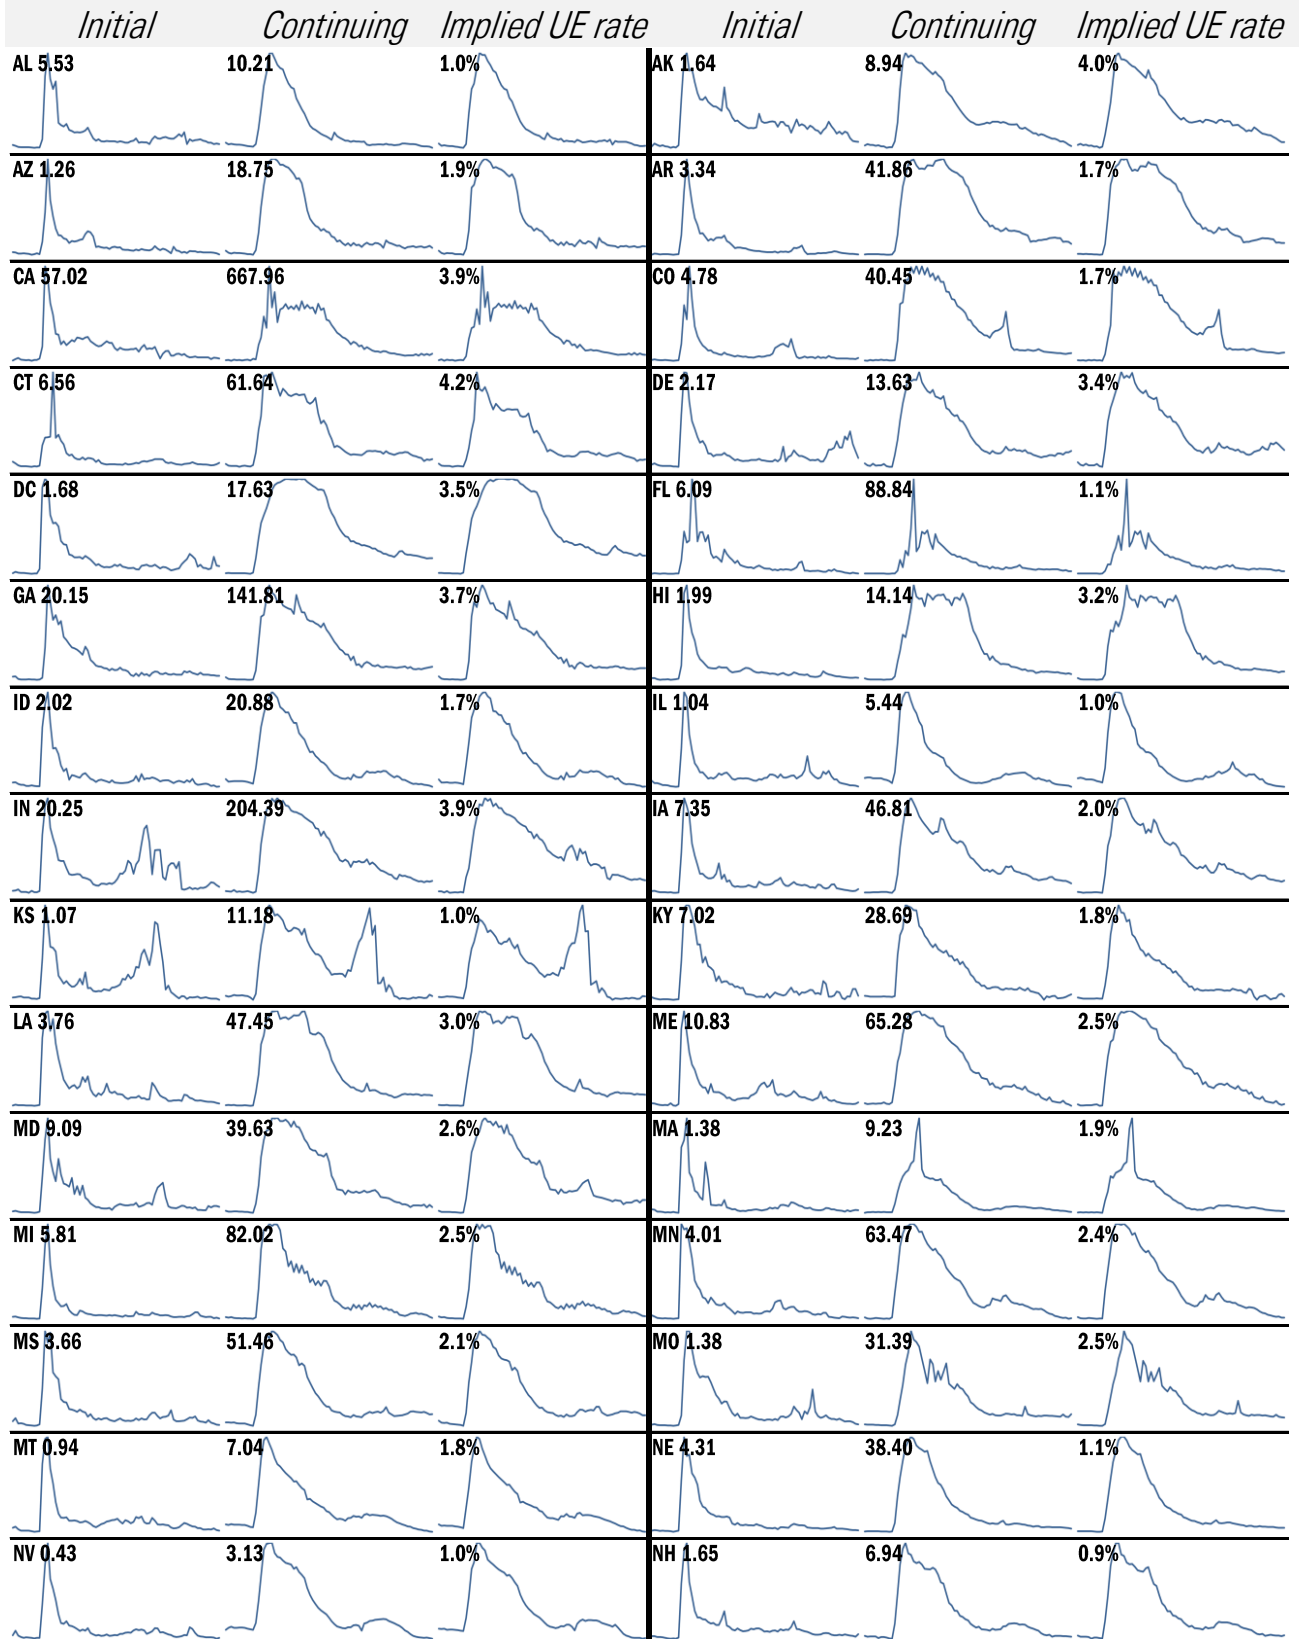 Initial Continuing Implied UE rate Initial Continuing Implied UE rate
AL 5.53 10.21 1.0% AK 1.64 8.94 4.0%
AZ 1.26 18.75 1.9% AR 3.34 41.86 1.7%
CA 57.02 667.96 3.9% CO 4.78 40.45 1.7%
CT 6.56 61.64 4.2% DE 2.17 13.63 3.4%
DC 1.68 17.63 3.5% FL 6.09 88.84 1.1%
GA 20.15 141.81 3.7% HI 1.99 14.14 3.2%
ID 2.02 20.88 1.7% IL 1.04 5.44 1.0%
IN 20.25 204.39 3.9% IA 7.35 46.81 2.0%
KS 1.07 11.18 1.0% KY 7.02 28.69 1.8%
LA 3.76 47.45 3.0% ME 10.83 65.28 2.5%
MD 9.09 39.63 2.6% MA 1.38 9.23 1.9%
MI 5.81 82.02 2.5% MN 4.01 63.47 2.4%
MS 3.66 51.46 2.1% MO 1.38 31.39 2.5%
MT 0.94 7.04 1.8% NE 4.31 38.40 1.1%
NV 0.43 3.13 1.0% NH 1.65 6.94 0.9%